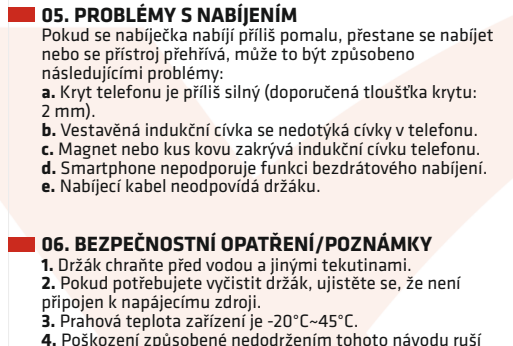 05. PROBLÉMY S NABÍJENÍM
Pokud se nabíječka nabíjí příliš pomalu, přestane se nabíjet
nebo se přístroj přehřívá, může to být způsobeno
následujícími problémy:
a. Kryt telefonu je příliš silný (doporučená tloušťka krytu:
2 mm).
b. Vestavěná indukční cívka se nedotýká cívky v telefonu.
c. Magnet nebo kus kovu zakrývá indukční cívku telefonu.
d. Smartphone nepodporuje funkci bezdrátového nabíjení.
e. Nabíjecí kabel neodpovídá držáku.
06. BEZPEČNOSTNÍ OPATŘENÍ/POZNÁMKY
1. Držák chraňte před vodou a jinými tekutinami.
2. Pokud potřebujete vyčistit držák, ujistěte se, že není
připojen k napájecímu zdroji.
3. Prahová teplota zařízení je -20°C~45°C.
4. Poškození způsobené nedodržením tohoto návodu ruší